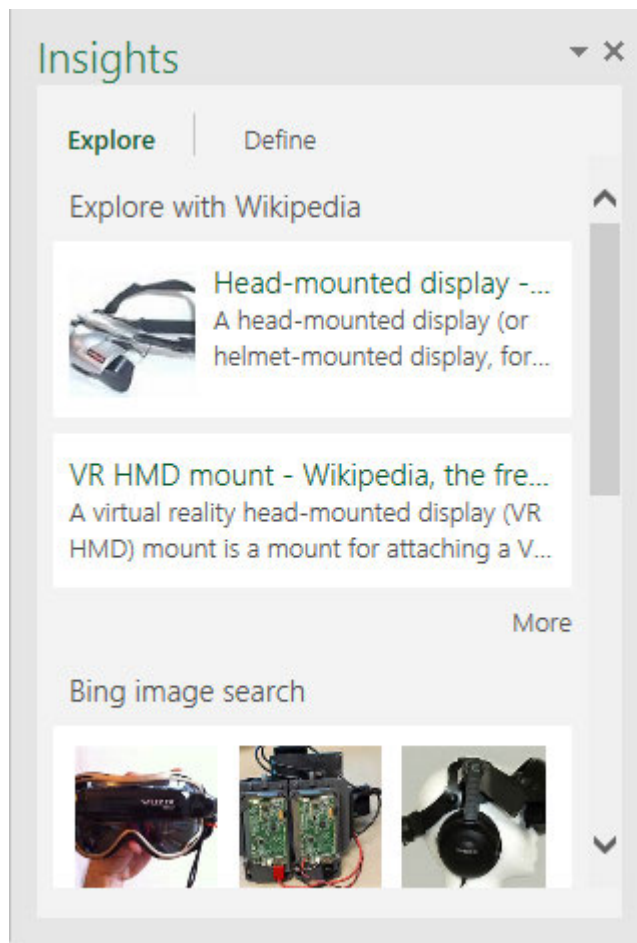 Insights
Explore
Define
Explore with Wikipedia
Head-mounted display -...
A head-mounted display (or
helmet-mounted display, for...
VR HMD mount - Wikipedia, the fre...
A virtual reality head-mounted display (VR
HMD) mount is a mount for attaching a V...
More
Bing image search